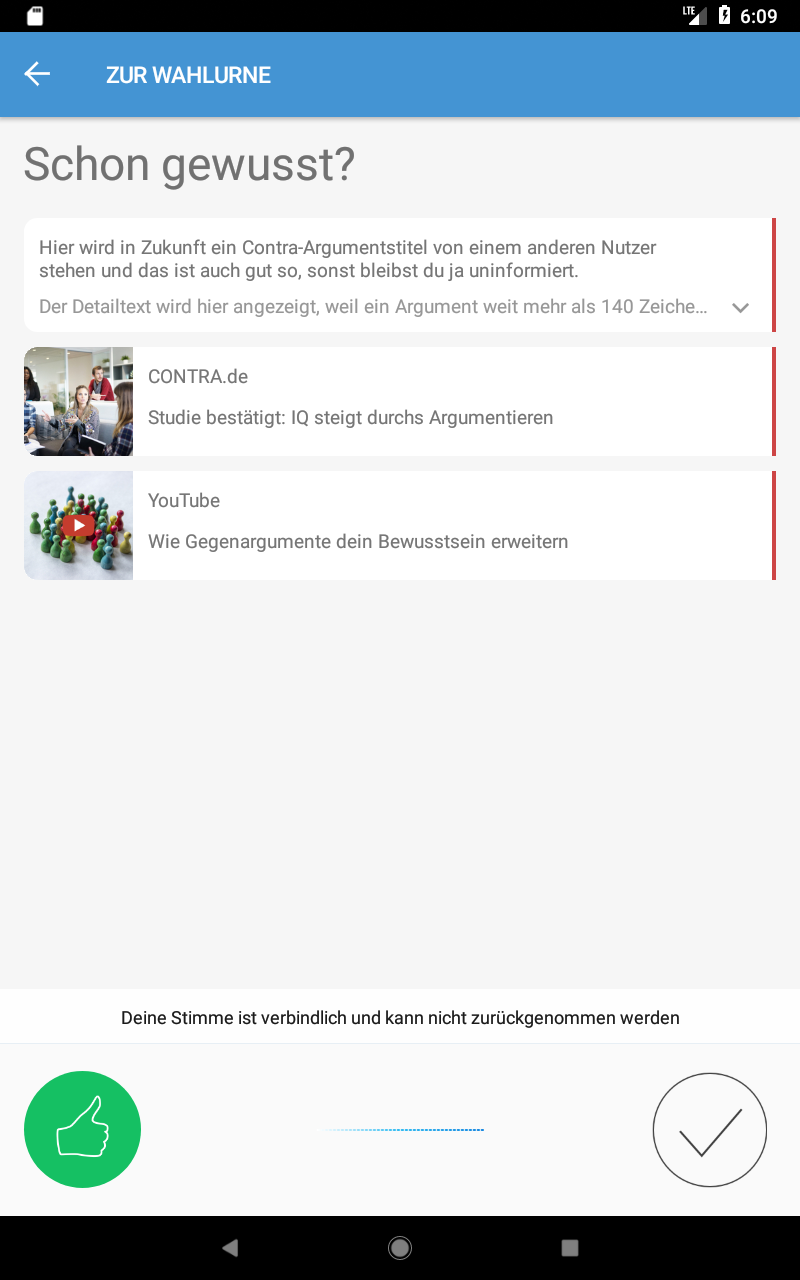 LTE 6:09
ZUR WAHLURNE
Schon gewusst?
Hier wird in Zukunft ein Contra-Argumentstitel von einem anderen Nutzer
stehen und das ist auch gut so, sonst bleibst du ja uninformiert.
Der Detailtext wird hier angezeigt, weil ein Argument weit mehr als 140 Zeiche...
CONTRA.de
Studie bestätigt: IQ steigt durchs Argumentieren
YouTube
Wie Gegenargumente dein Bewusstsein erweitern
Deine Stimme ist verbindlich und kann nicht zurückgenommen werden